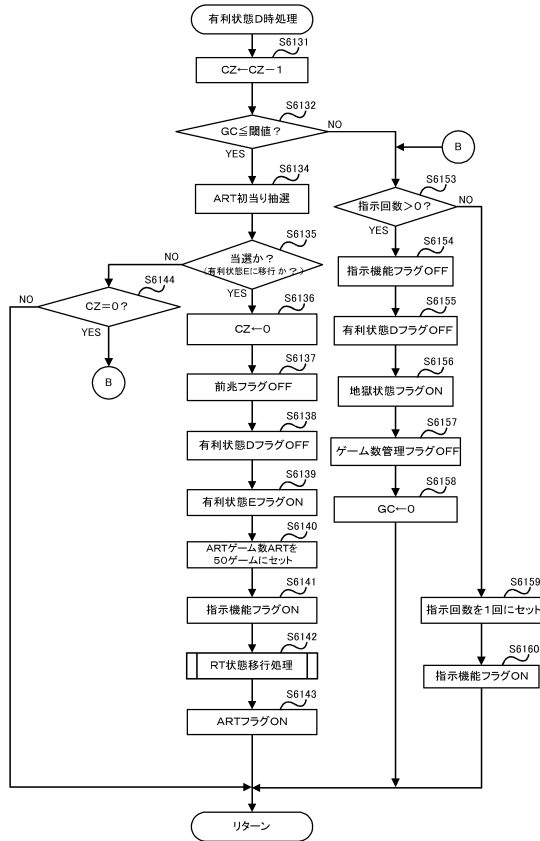 有利状態D時処理
S6131
CZ←CZ－1
S6132
GC≦閾値？
NO
YES
B
S6134
ART初当り抽選
S6153
指示回数＞0？
NO
YES
S6135
当選か？
(有利状態Eに移行か？)
NO
YES
S6154
指示機能フラグOFF
S6144
CZ＝0？
NO
YES
B
S6136
CZ←0
S6155
有利状態DフラグOFF
S6137
前兆フラグOFF
S6156
地獄状態フラグON
S6138
有利状態DフラグOFF
S6157
ゲーム数管理フラグOFF
S6139
有利状態EフラグON
S6158
GC←0
S6140
ARTゲーム数ARTを
50ゲームにセット
S6141
指示機能フラグON
S6159
指示回数を1回にセット
S6142
RT状態移行処理
S6160
指示機能フラグON
S6143
ARTフラグON
リターン